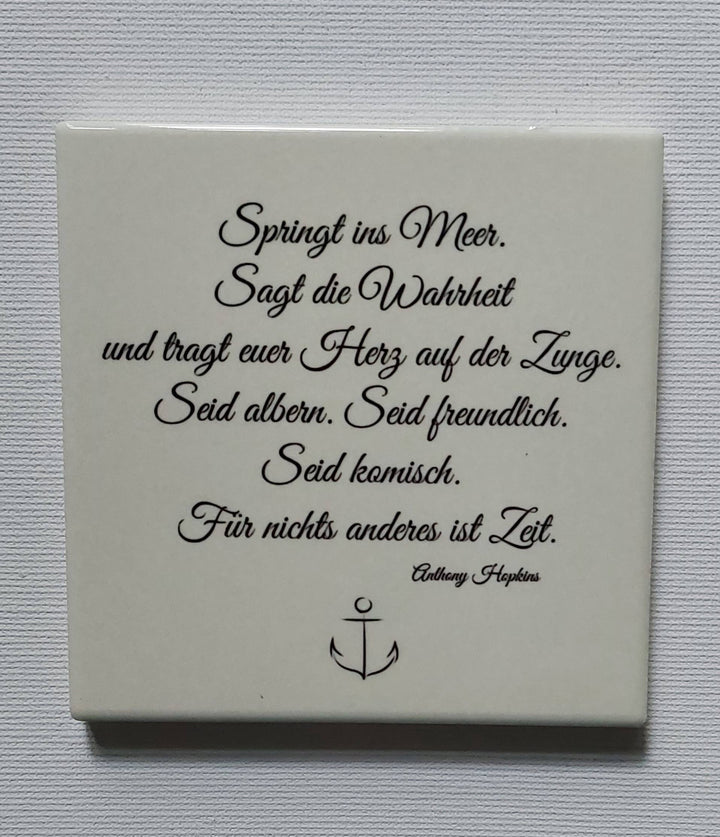 Springt ins Meer.
Sagt die Wahrheit
und tragt euer Herz auf der Zunge.
Seid albern. Seid freundlich.
Seid komisch.
Für nichts anderes ist Zeit.
Anthony Hopkins